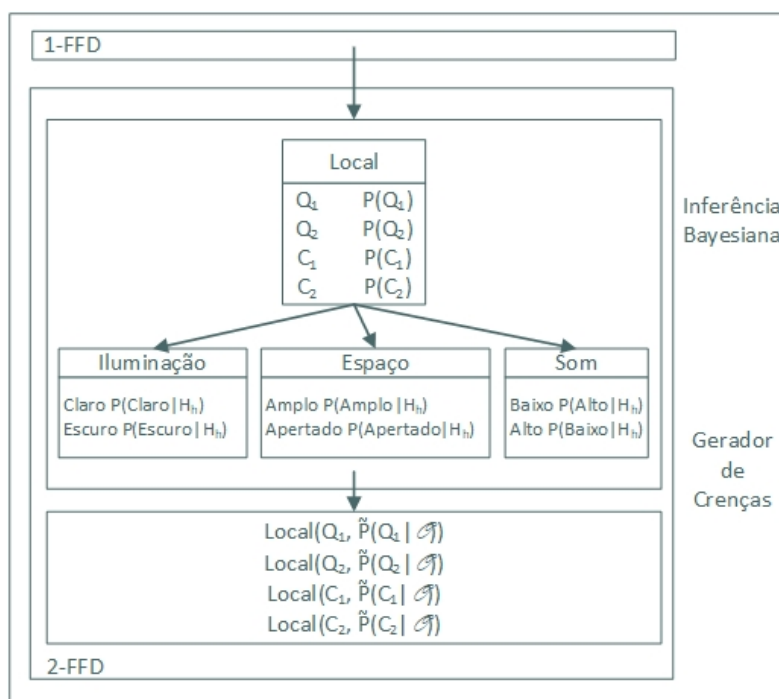 1-FFD
Local
Q₁ P(Q₁)
Q₂ P(Q₂)
C₁ P(C₁)
C₂ P(C₂)
Inferência
Bayesiana
Iluminação
Claro P(Claro|Hₕ)
Escuro P(Escuro|Hₕ)
Espaço
Amplo P(Amplo|Hₕ)
Apertado P(Apertado|Hₕ)
Som
Baixo P(Alto|Hₕ)
Alto P(Baixo|Hₕ)
Gerador
de
Crenças
Local(Q₁, P̃(Q₁| )
Local(Q₂, P̃(Q₂| )
Local(C₁, P̃(C₁| )
Local(C₂, P̃(C₂| )
2-FFD